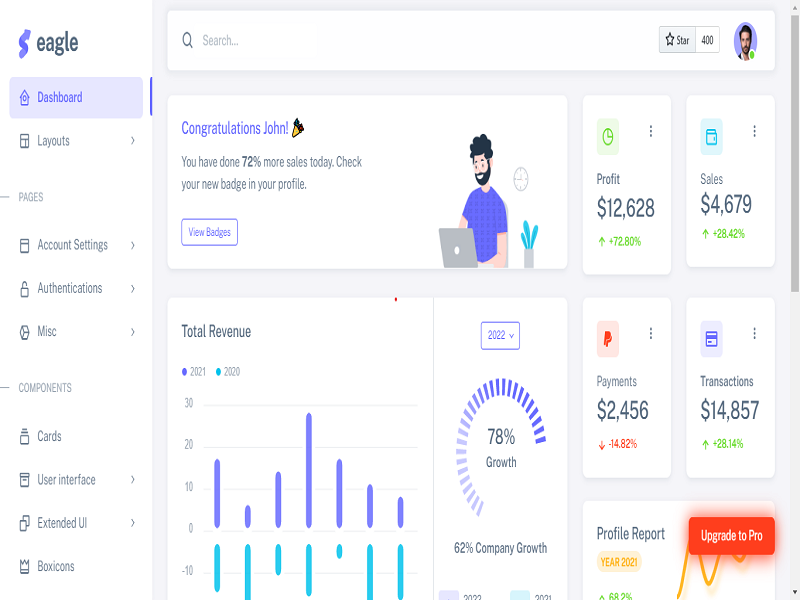 eagle
Dashboard
Layouts
PAGES
Account Settings
Authentications
Misc
COMPONENTS
Cards
User interface
Extended UI
Boxicons
Search...
Star 400
Congratulations John!
You have done 72% more sales today. Check
your new badge in your profile.
View Badges
Profit
$12,628
+72.80%
Sales
$4,679
+28.42%
Total Revenue
2021 2020
30
20
10
0
-10
2022
78%
Growth
62% Company Growth
2022 2021
Payments
$2,456
-14.82%
Transactions
$14,857
+28.14%
Profile Report
YEAR 2021
68.2%
Upgrade to Pro